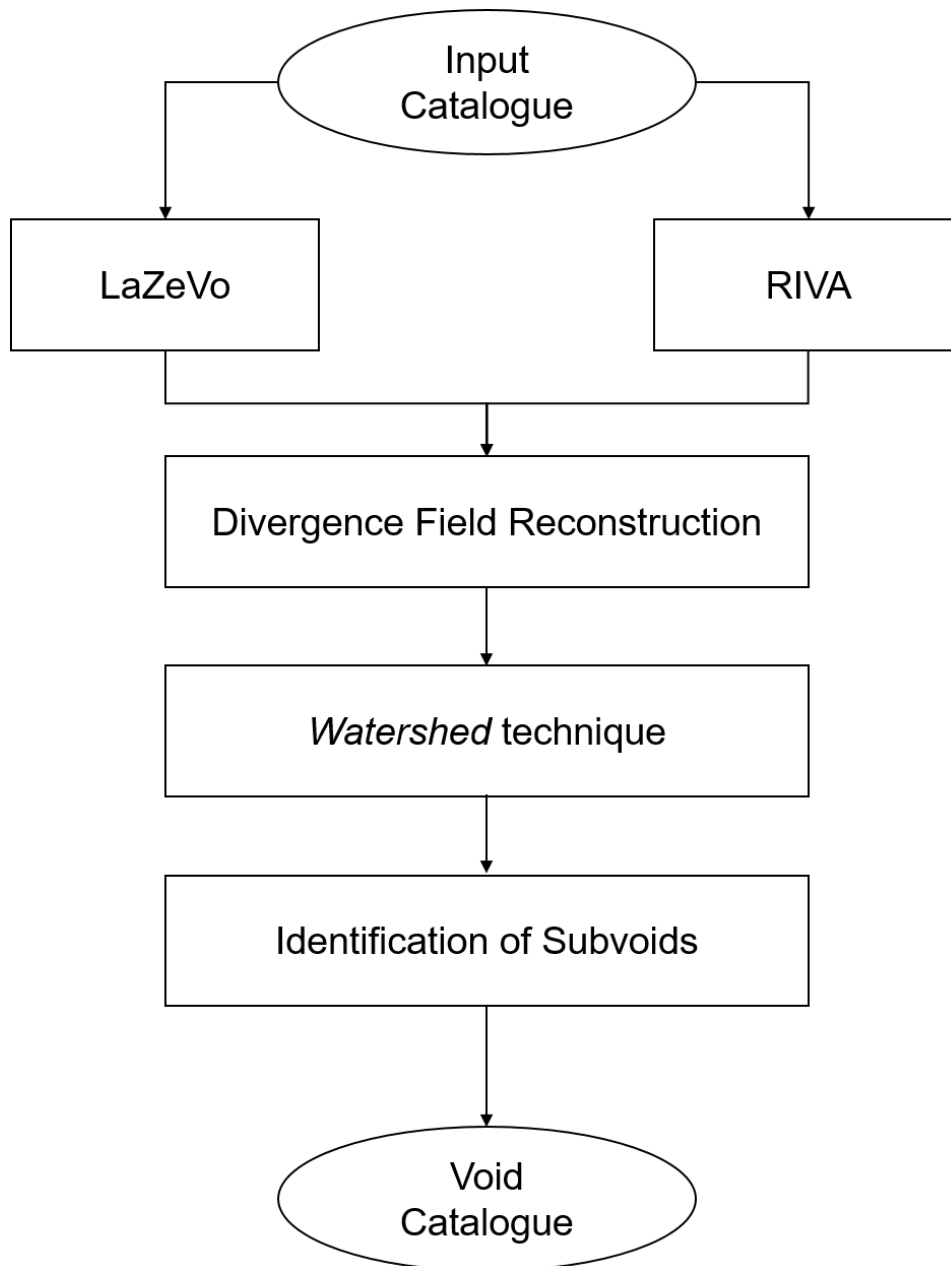 Input
Catalogue
LaZeVo
RIVA
Divergence Field Reconstruction
Watershed technique
Identification of Subvoids
Void
Catalogue